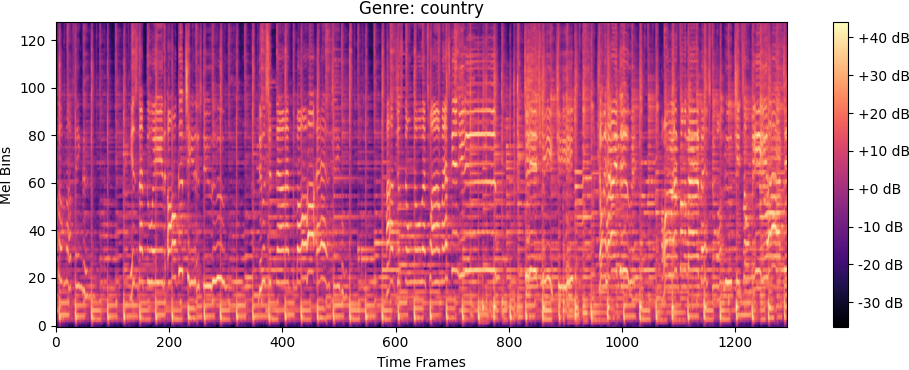 Genre: country
Mel Bins
120
100
80
60
40
20
0
0 200 400 600 800 1000 1200
Time Frames
+40 dB
+30 dB
+20 dB
+10 dB
+0 dB
-10 dB
-20 dB
-30 dB